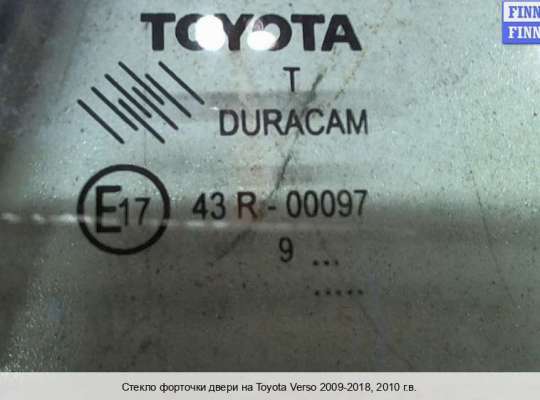 FINN
FINN
TOYOTA
T
DURACAM
E17 43 R - 00097
9 ...
.....
Стекло форточки двери на Toyota Verso 2009-2018, 2010 г.в.